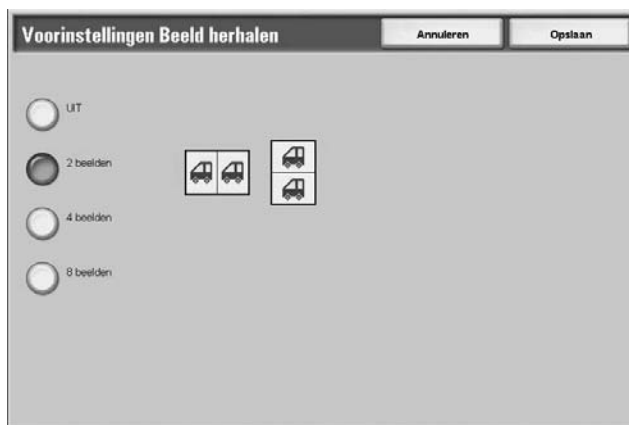 Voorinstellingen Beeld herhalen
Annuleren
Opslaan
UIT
2 beelden
4 beelden
8 beelden